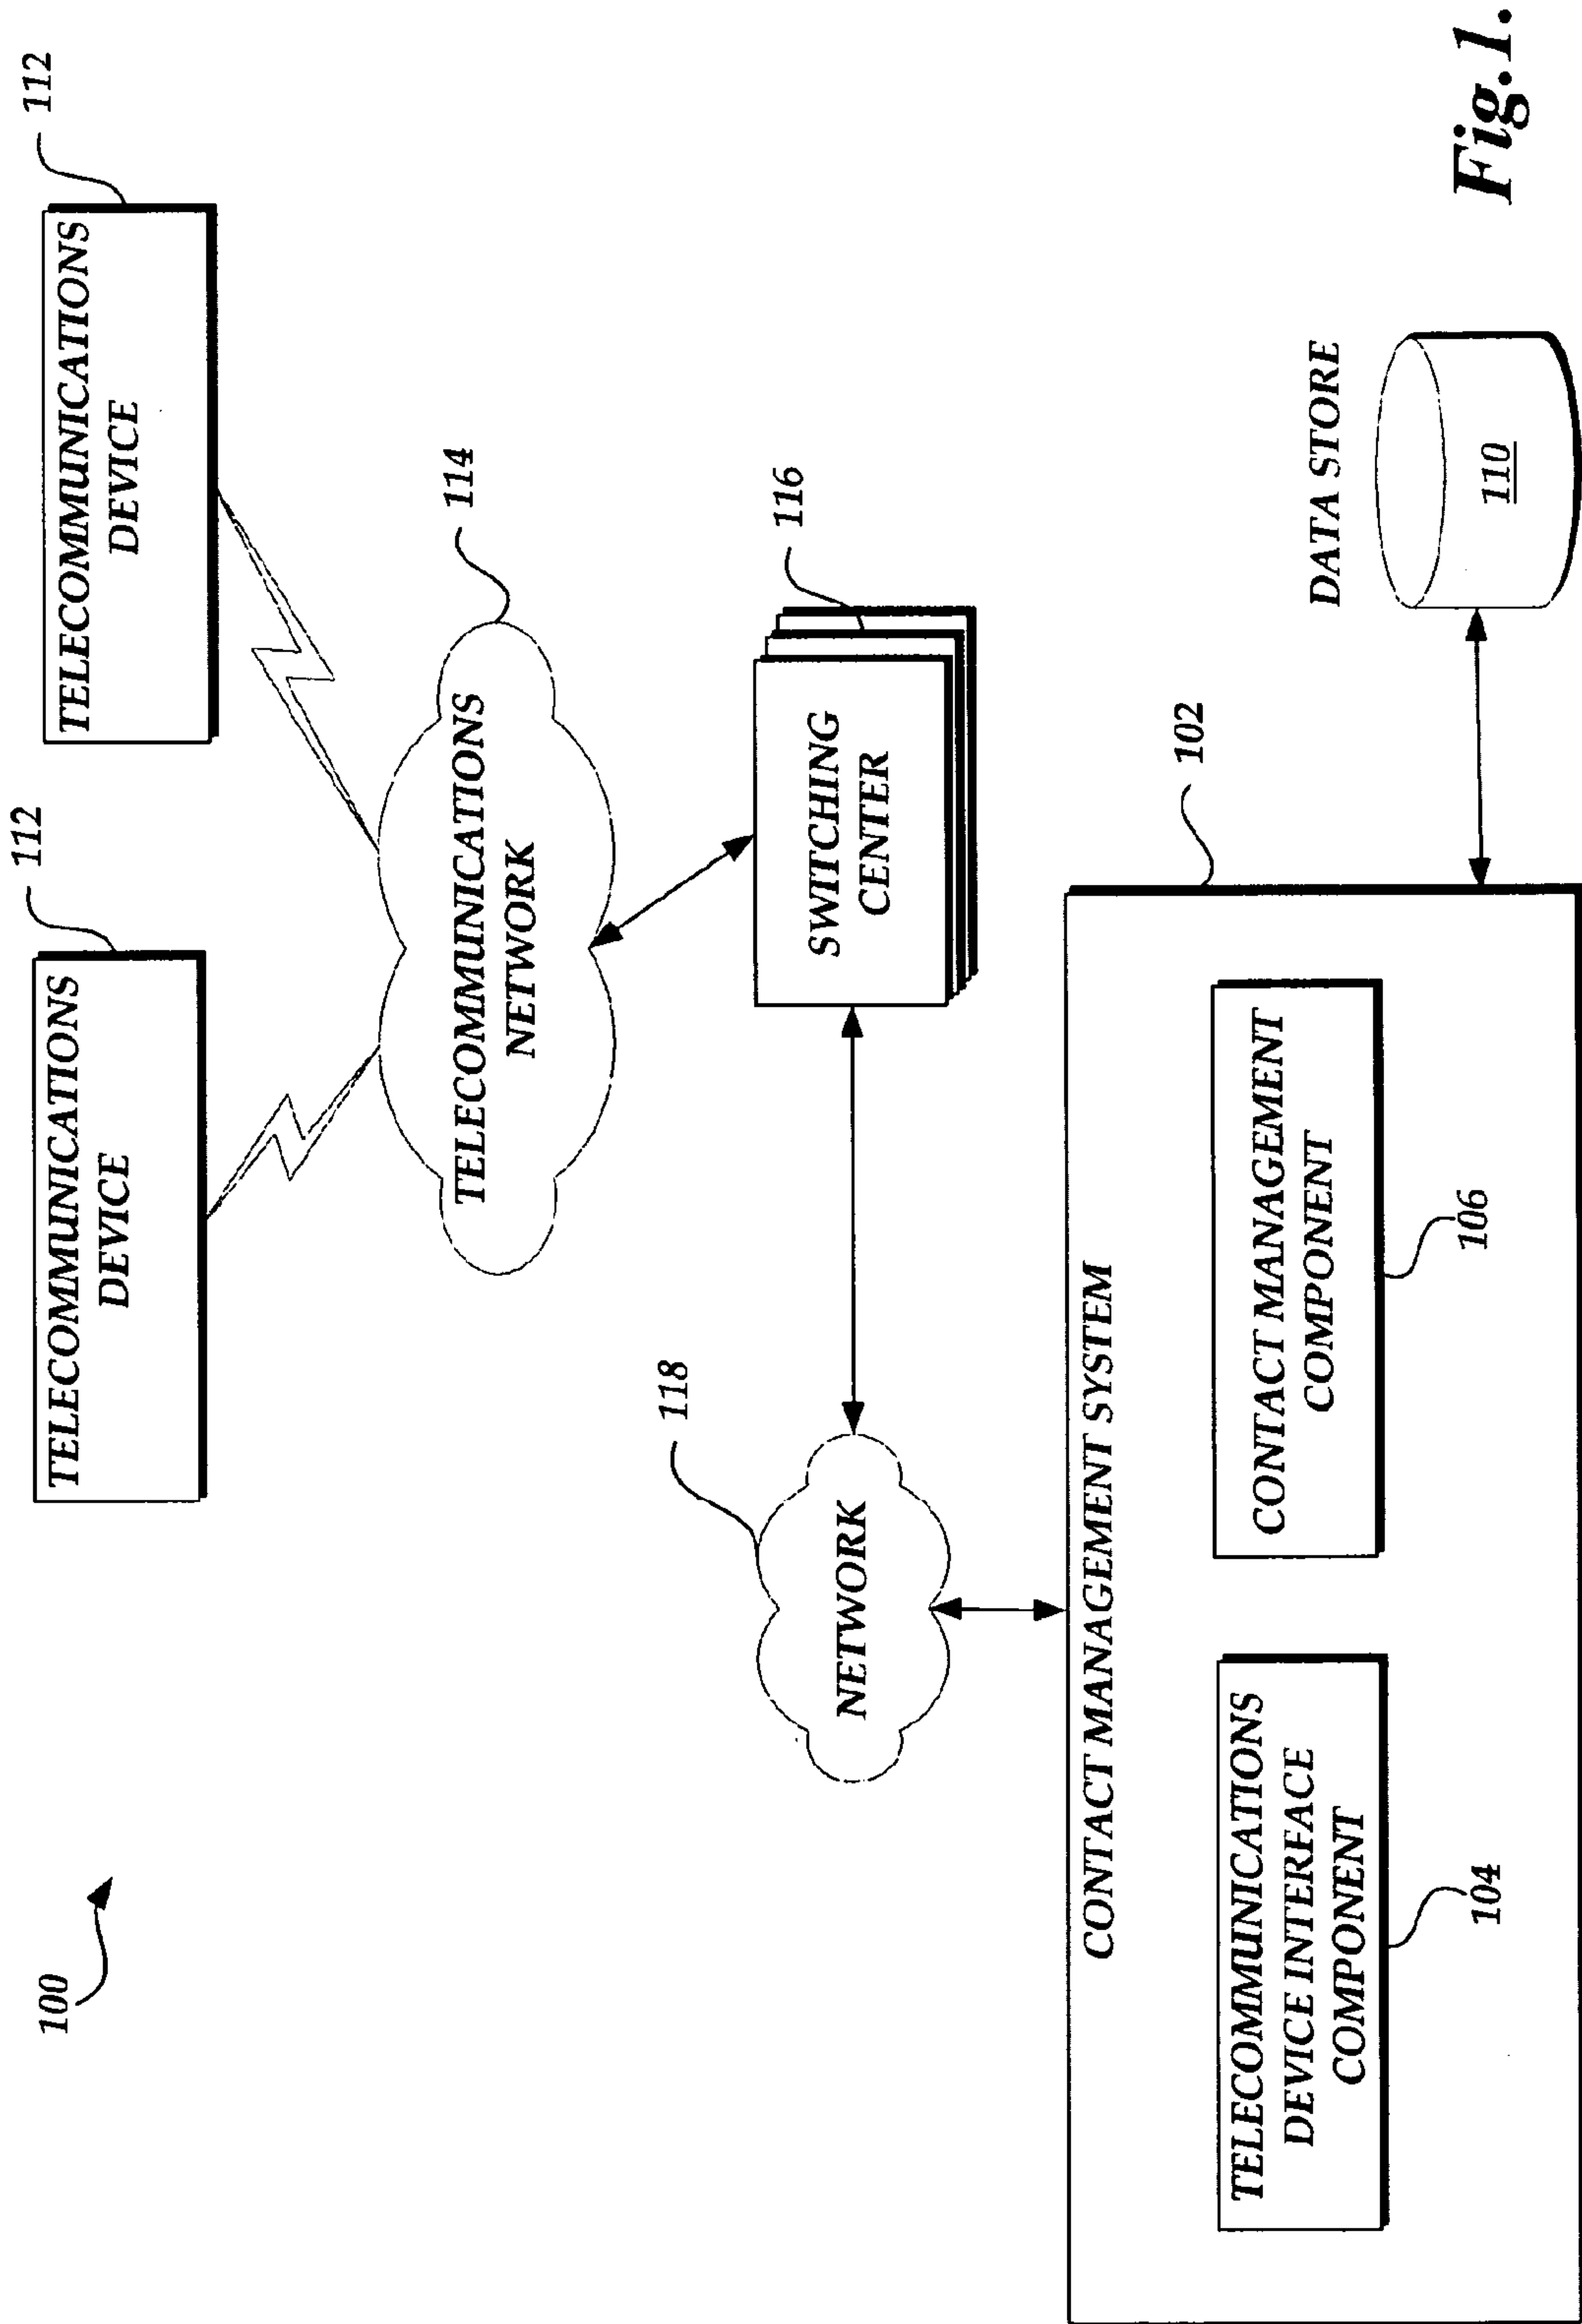 100
112
112
TELECOMMUNICATIONS
DEVICE
TELECOMMUNICATIONS
DEVICE
114
TELECOMMUNICATIONS
NETWORK
118
116
NETWORK
SWITCHING
CENTER
102
CONTACT MANAGEMENT SYSTEM
TELECOMMUNICATIONS
DEVICE INTERFACE
COMPONENT
104
CONTACT MANAGEMENT
COMPONENT
106
DATA STORE
110
Fig.1.